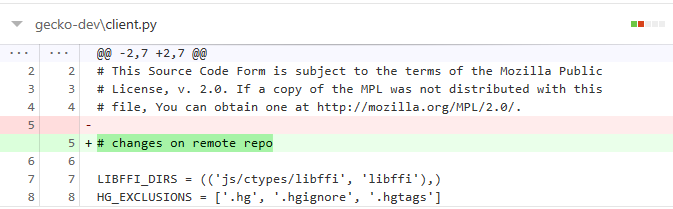 gecko-dev\client.py
... ... @@ -2,7 +2,7 @@
2 2 # This Source Code Form is subject to the terms of the Mozilla Public
3 3 # License, v. 2.0. If a copy of the MPL was not distributed with this
4 4 # file, You can obtain one at http://mozilla.org/MPL/2.0/.
5 -
5 + # changes on remote repo
6 6
7 7 LIBFFI_DIRS = (('js/ctypes/libffi', 'libffi'),)
8 8 HG_EXCLUSIONS = ['.hg', '.hgignore', '.hgtags']